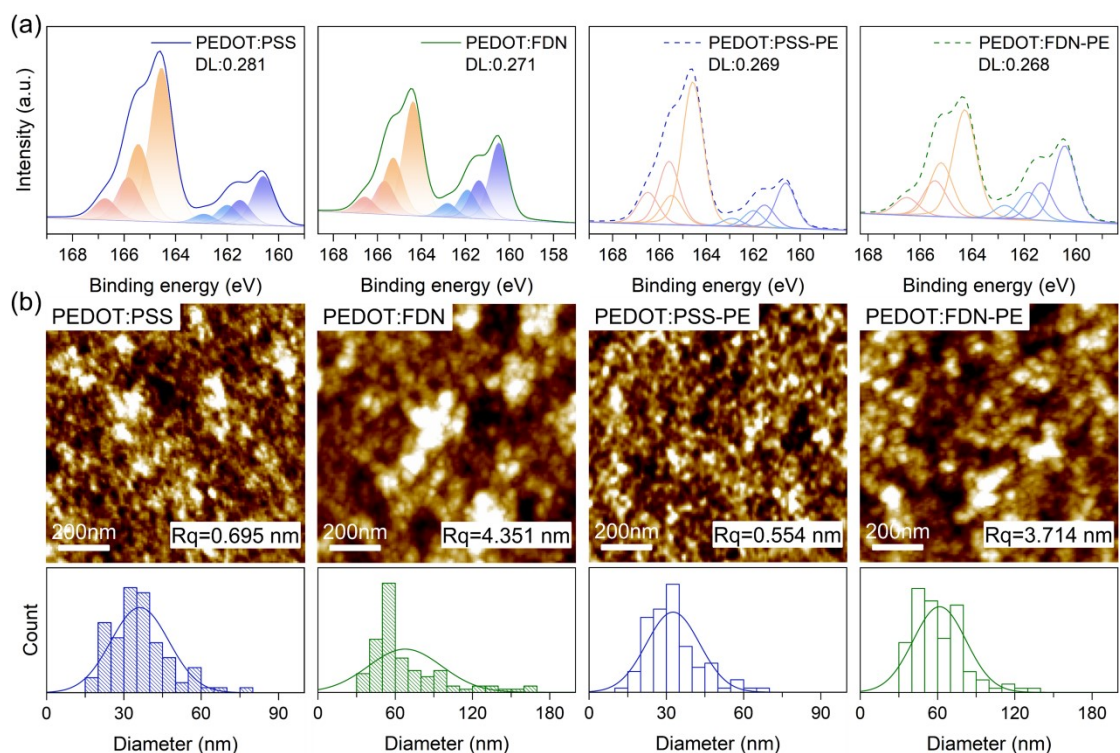 (a)
PEDOT:PSS
DL:0.281
PEDOT:FDN
DL:0.271
PEDOT:PSS-PE
DL:0.269
PEDOT:FDN-PE
DL:0.268
Intensity (a.u.)
168 166 164 162 160
168 166 164 162 160 158
168 166 164 162 160
168 166 164 162 160
Binding energy (eV)
Binding energy (eV)
Binding energy (eV)
Binding energy (eV)
(b)
PEDOT:PSS
PEDOT:FDN
PEDOT:PSS-PE
PEDOT:FDN-PE
200nm
Rq=0.695 nm
200nm
Rq=4.351 nm
200nm
Rq=0.554 nm
200nm
Rq=3.714 nm
Count
0 30 60 90
0 60 120 180
0 30 60 90
0 60 120 180
Diameter (nm)
Diameter (nm)
Diameter (nm)
Diameter (nm)